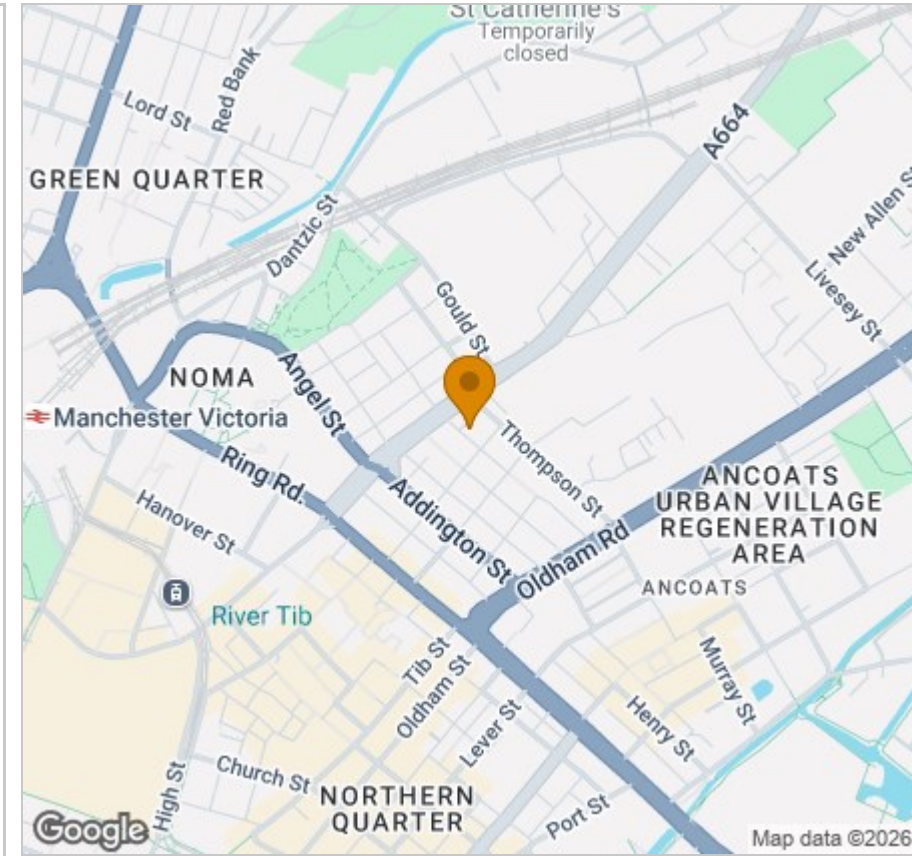 St Catherine's
Temporarily
closed
Red Bank
Lord St
A664
GREEN QUARTER
New Allen St
Dantzic St
Livesey St
Gould St
NOMA
Angel St
Manchester Victoria
Thompson St
Ring Rd.
ANCOATS
URBAN VILLAGE
REGENERATION
AREA
Hanover St
Addington St
Oldham Rd
ANCOATS
River Tib
Tib St
Oldham St
Murray St
Lever St
Henry St
Church St
High St
NORTHERN
QUARTER
Port St
Google
Map data ©2026